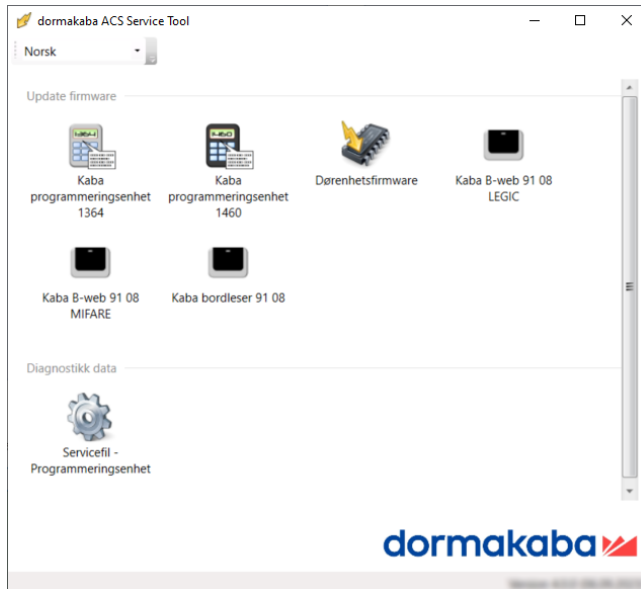 dormakaba ACS Service Tool
Norsk
Update firmware
Kaba
programmeringsenhet
1364
Kaba
programmeringsenhet
1460
Dørenhetsfirmware
Kaba B-web 91 08
LEGIC
Kaba B-web 91 08
MIFARE
Kaba bordleser 91 08
Diagnostikk data
Servicefil -
Programmeringsenhet
dormakaba